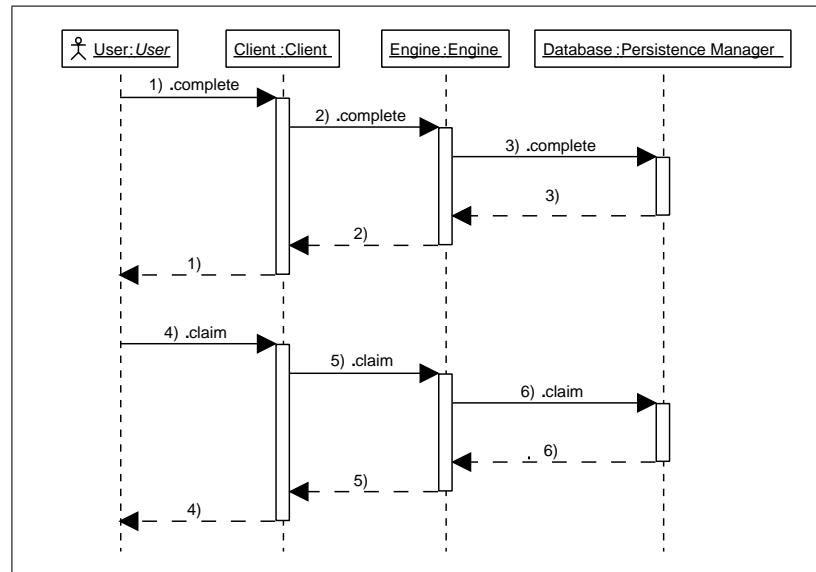 User:User
Client :Client
Engine :Engine
Database :Persistence Manager
1) .complete
2) .complete
3) .complete
3)
2)
1)
4) .claim
5) .claim
6) .claim
6)
5)
4)